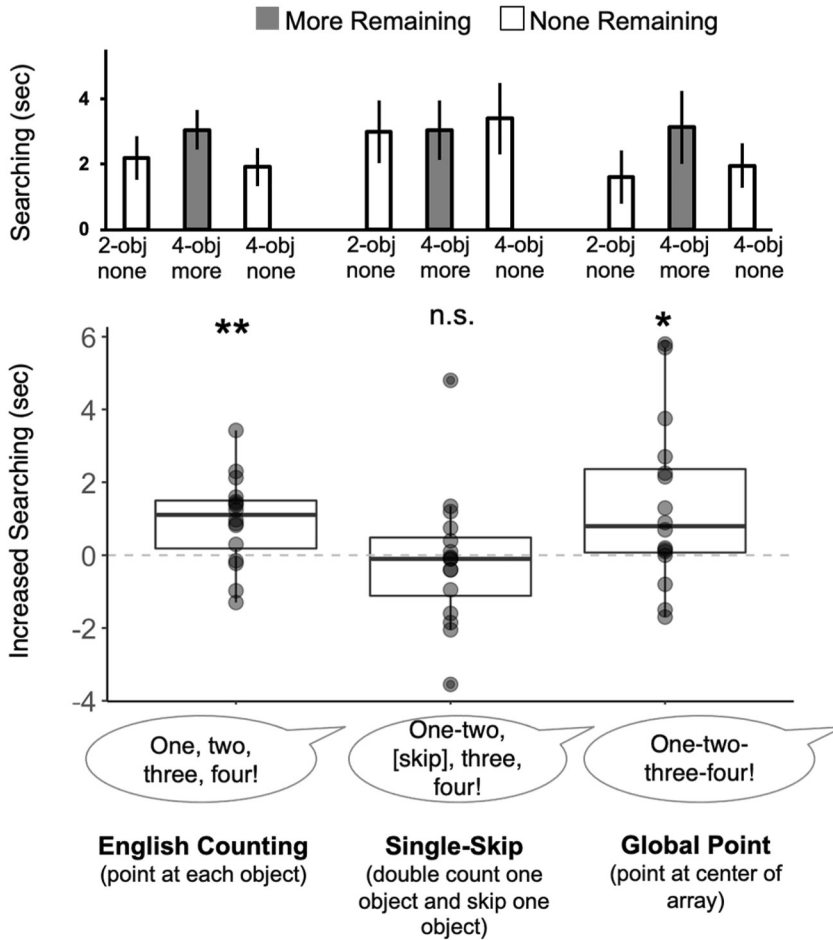 More Remaining None Remaining
Searching (sec)
4
2
0
2-obj 4-obj 4-obj 2-obj 4-obj 4-obj 2-obj 4-obj 4-obj
none more none none more none none more none
Increased Searching (sec)
** n.s. *
6
4
2
0
-2
-4
One, two,
three, four!
One-two,
[skip], three,
four!
One-two-
three-four!
English Counting
(point at each object)
Single-Skip
(double count one
object and skip one
object)
Global Point
(point at center of
array)